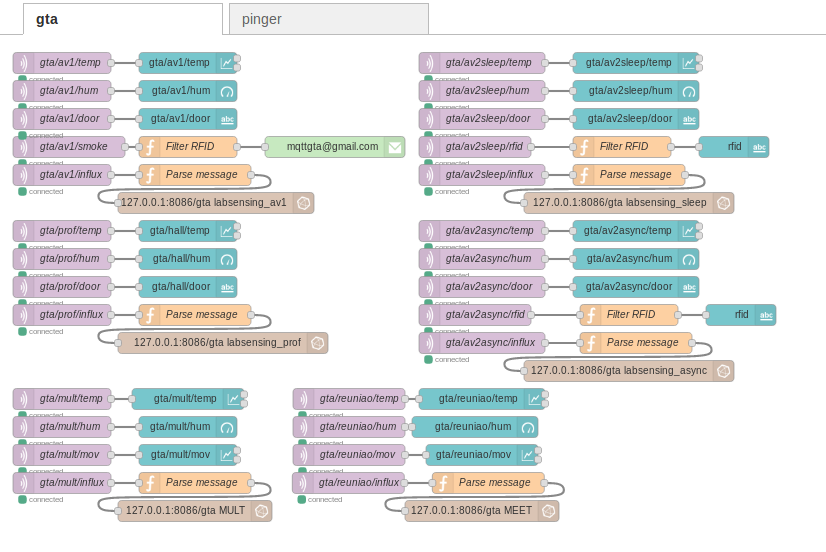 gta
pinger
gta/av1/temp
gta/av1/temp
connected
gta/av1/hum
gta/av1/hum
connected
gta/av1/door
gta/av1/door
abc
connected
gta/av1/smoke
Filter RFID
mqttgta@gmail.com
connected
gta/av1/influx
Parse message
connected
127.0.0.1:8086/gta labsensing_av1
gta/av2sleep/temp
gta/av2sleep/temp
connected
gta/av2sleep/hum
gta/av2sleep/hum
connected
gta/av2sleep/door
gta/av2sleep/door
abc
connected
gta/av2sleep/rfid
Filter RFID
rfid
abc
connected
gta/av2sleep/influx
Parse message
connected
127.0.0.1:8086/gta labsensing_sleep
gta/prof/temp
gta/hall/temp
connected
gta/prof/hum
gta/hall/hum
connected
gta/prof/door
gta/hall/door
abc
connected
gta/prof/influx
Parse message
connected
127.0.0.1:8086/gta labsensing_prof
gta/av2async/temp
gta/av2async/temp
connected
gta/av2async/hum
gta/av2async/hum
connected
gta/av2async/door
gta/av2async/door
abc
connected
gta/av2async/rfid
Filter RFID
rfid
abc
connected
gta/av2async/influx
Parse message
connected
127.0.0.1:8086/gta labsensing_async
gta/mult/temp
gta/mult/temp
connected
gta/mult/hum
gta/mult/hum
connected
gta/mult/mov
gta/mult/mov
connected
gta/mult/influx
Parse message
connected
127.0.0.1:8086/gta MULT
gta/reuniao/temp
gta/reuniao/temp
connected
gta/reuniao/hum
gta/reuniao/hum
connected
gta/reuniao/mov
gta/reuniao/mov
connected
gta/reuniao/influx
Parse message
connected
127.0.0.1:8086/gta MEET